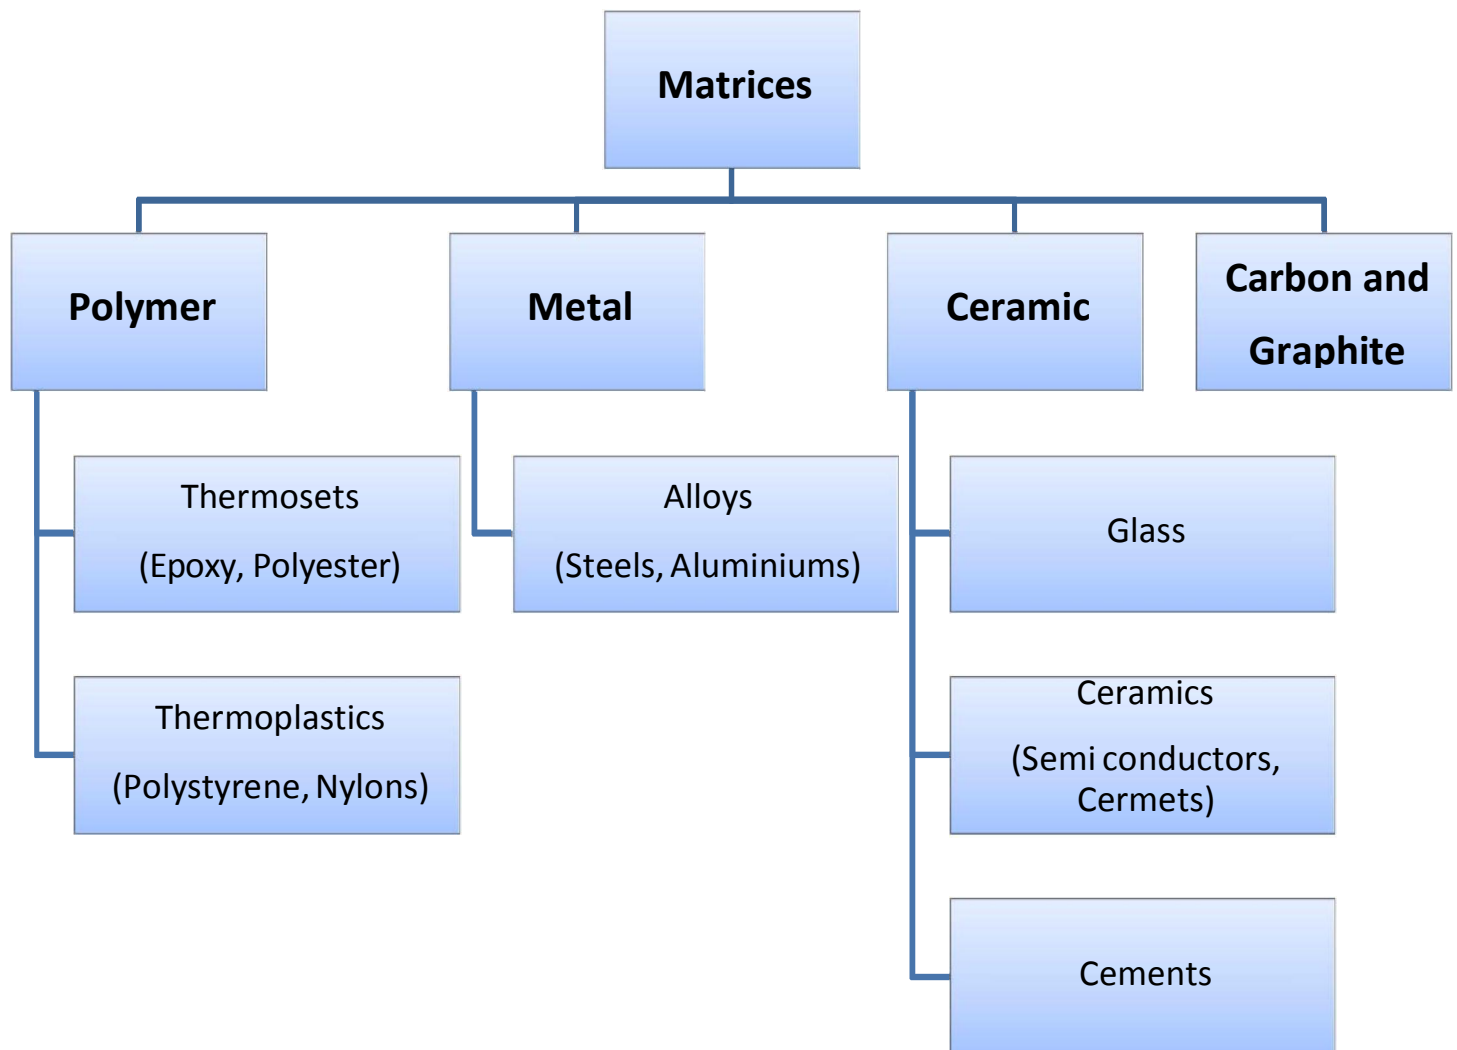 Matrices
Polymer
Metal
Ceramic
Carbon and
Graphite
Thermosets
(Epoxy, Polyester)
Alloys
(Steels, Aluminiums)
Glass
Thermoplastics
(Polystyrene, Nylons)
Ceramics
(Semi conductors,
Cermets)
Cements